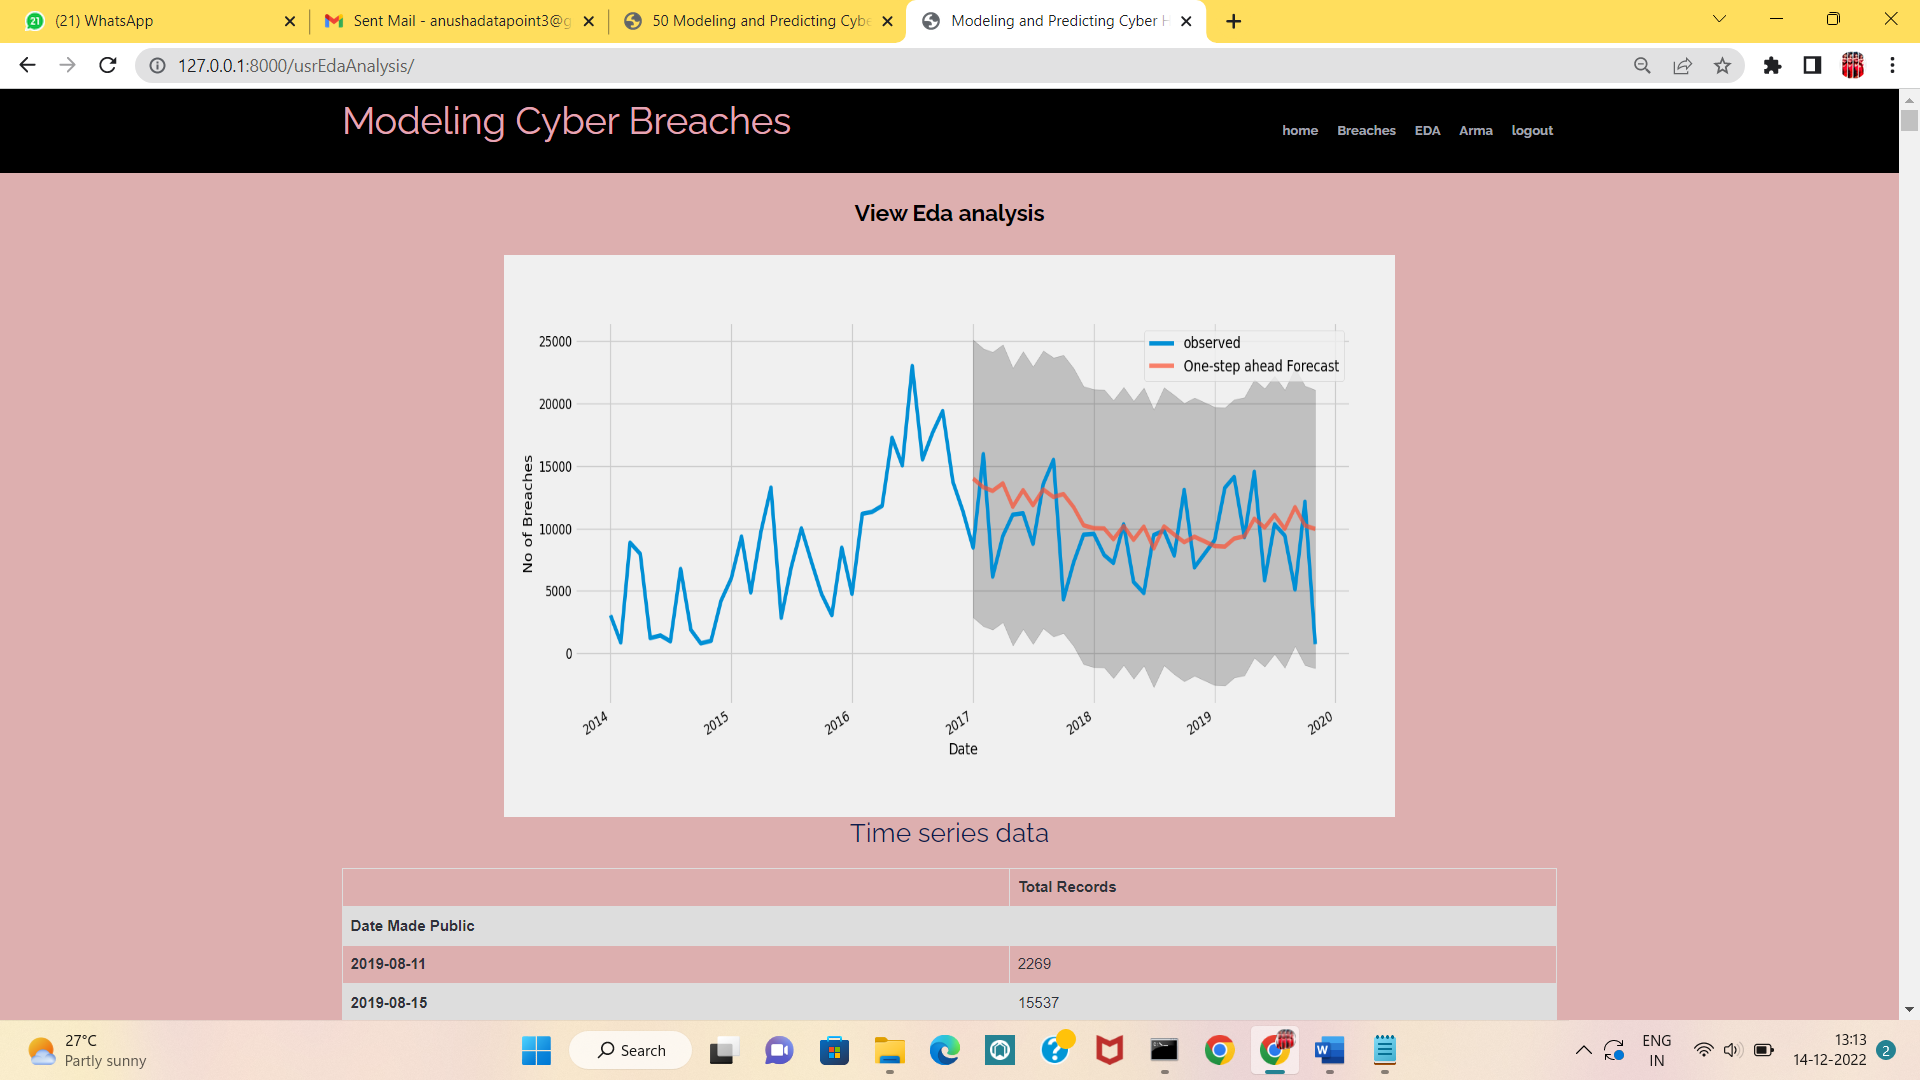 21 (21) WhatsApp
Sent Mail - anushadatapoint3@g
50 Modeling and Predicting Cybe
Modeling and Predicting Cyber H
127.0.0.1:8000/usrEdaAnalysis/
Modeling Cyber Breaches
home Breaches EDA Arma logout
View Eda analysis
observed
One-step ahead Forecast
25000
20000
15000
10000
5000
0
No of Breaches
2014 2015 2016 2017 2018 2019 2020
Date
Time series data
Total Records
Date Made Public
2019-08-11 2269
2019-08-15 15537
27°C
Partly sunny
Search
ENG
IN
13:13
14-12-2022
2